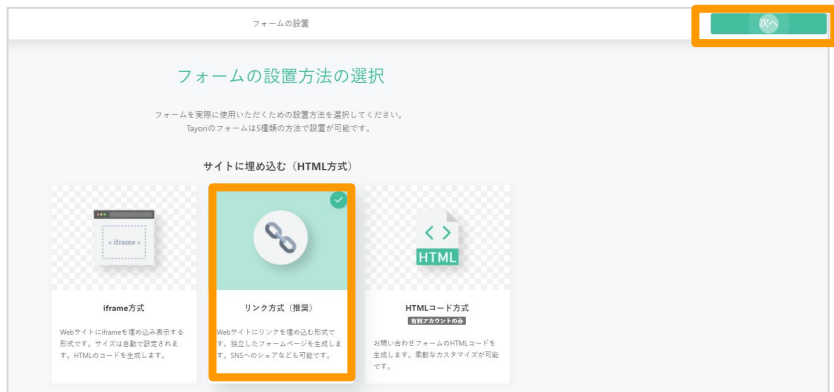 フォームの設置
次へ
フォームの設置方法の選択
フォームを実際に使用いただくための設置方法を選択してください。
Tayoriのフォームは5種類の方法で設置が可能です。
サイトに埋め込む（HTML方式）
< iframe >
HTML
iframe方式
リンク方式（推奨）
HTMLコード方式
有料アカウントのみ
Webサイトにiframeを埋め込み表示する
形式です。サイズは自動で設定されま
す。HTMLのコードを生成します。
Webサイトにリンクを埋め込む形式で
す。独立したフォームページを生成しま
す。SNSへのシェアなども可能です。
お問い合わせフォームのHTMLコードを
生成します。柔軟なカスタマイズが可能
です。